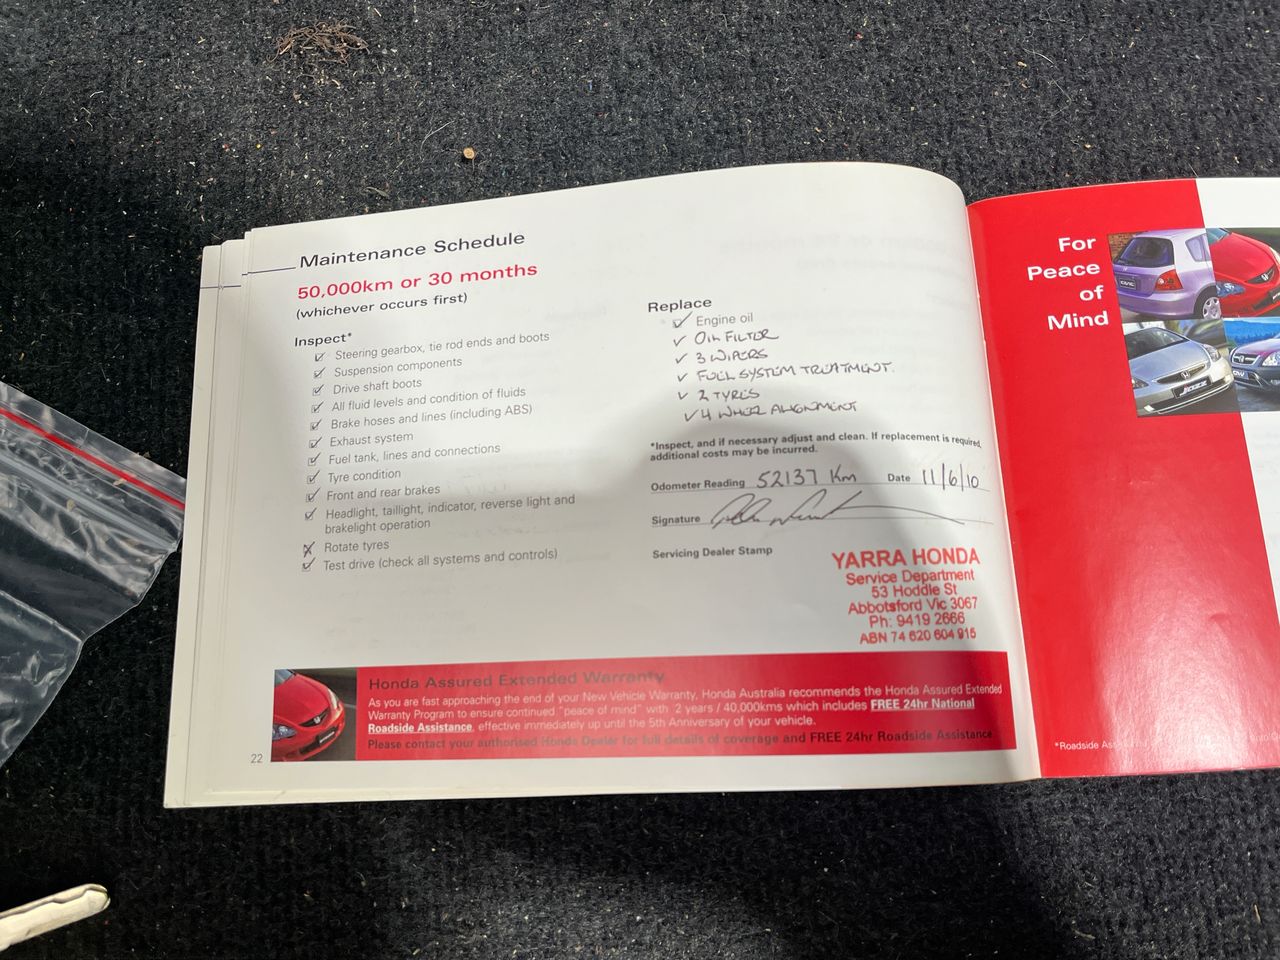 Maintenance Schedule
50,000km or 30 months
(whichever occurs first)
Inspect*
Steering gearbox, tie rod ends and boots
Suspension components
Drive shaft boots
All fluid levels and condition of fluids
Brake hoses and lines (including ABS)
Exhaust system
Fuel tank, lines and connections
Tyre condition
Front and rear brakes
Headlight, taillight, indicator, reverse light and
brakelight operation
Rotate tyres
Test drive (check all systems and controls)
Replace
Engine oil
OIL FILTER
3 WIPERS
FUEL SYSTEM TREATMENT.
2 TYRES
4 WHEEL ALIGNMENT
*Inspect, and if necessary adjust and clean. If replacement is required,
additional costs may be incurred.
Odometer Reading 52137 Km Date 11/6/10
Signature
Servicing Dealer Stamp
YARRA HONDA
Service Department
53 Hoddle St
Abbotsford Vic 3067
Ph: 9419 2666
ABN 74 620 604 915
Honda Assured Extended Warranty
As you are fast approaching the end of your New Vehicle Warranty, Honda Australia recommends the Honda Assured Extended
Warranty Program to ensure continued "peace of mind" with 2 years / 40,000kms which includes FREE 24hr National
Roadside Assistance, effective immediately up until the 5th Anniversary of your vehicle.
Please contact your authorised Honda Dealer for full details of coverage and FREE 24hr Roadside Assistance
22
For
Peace
of
Mind
CIVIC
Jazz
*Roadside